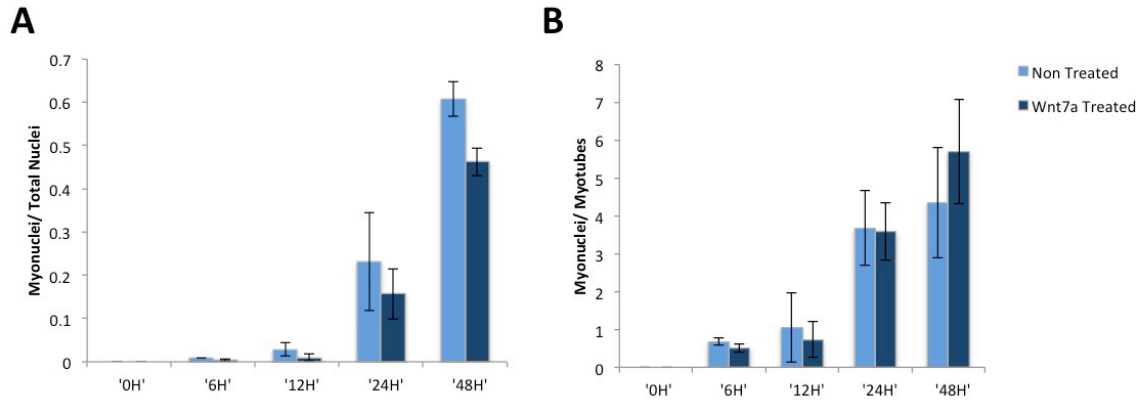 A
B
0.7
0.6
0.5
0.4
0.3
0.2
0.1
0
Myonuclei/ Total Nuclei
'0H' '6H' '12H' '24H' '48H'
8
7
6
5
4
3
2
1
0
Myonuclei/ Myotubes
'0H' '6H' '12H' '24H' '48H'
Non Treated
Wnt7a Treated